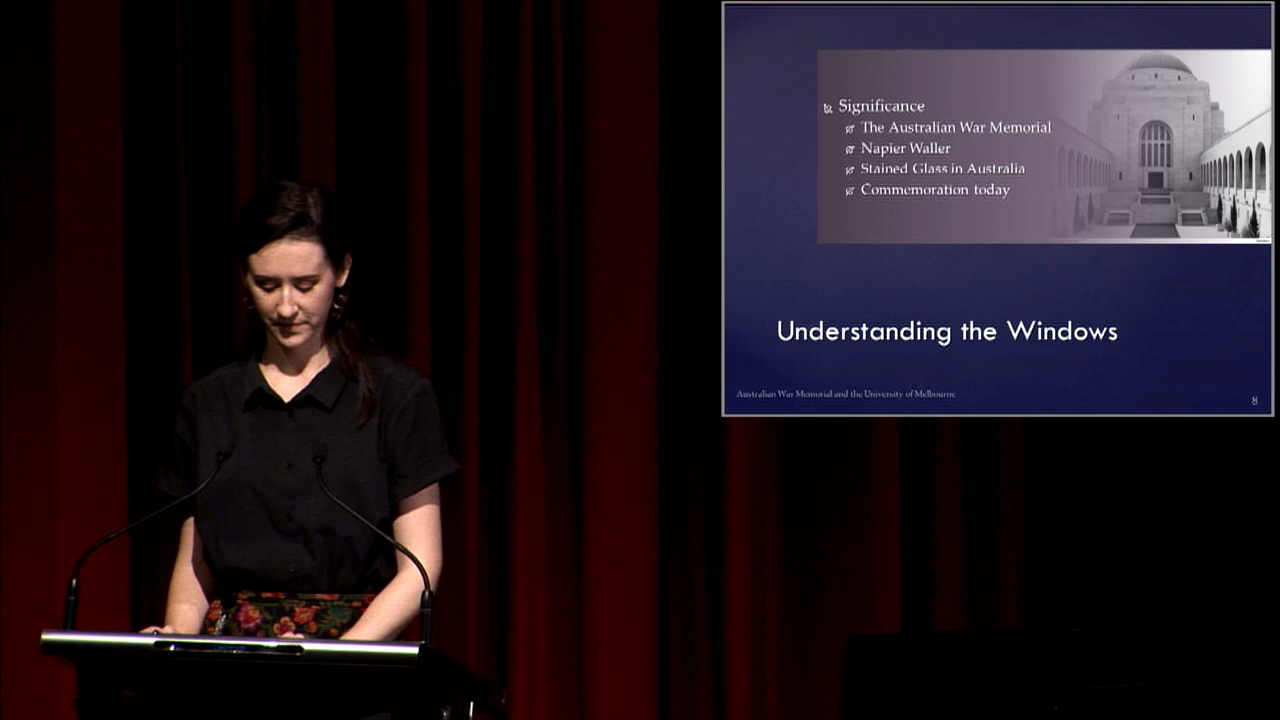 Significance
The Australian War Memorial
Napier Waller
Stained Glass in Australia
Commemoration today
Understanding the Windows
Australian War Memorial and the University of Melbourne
8